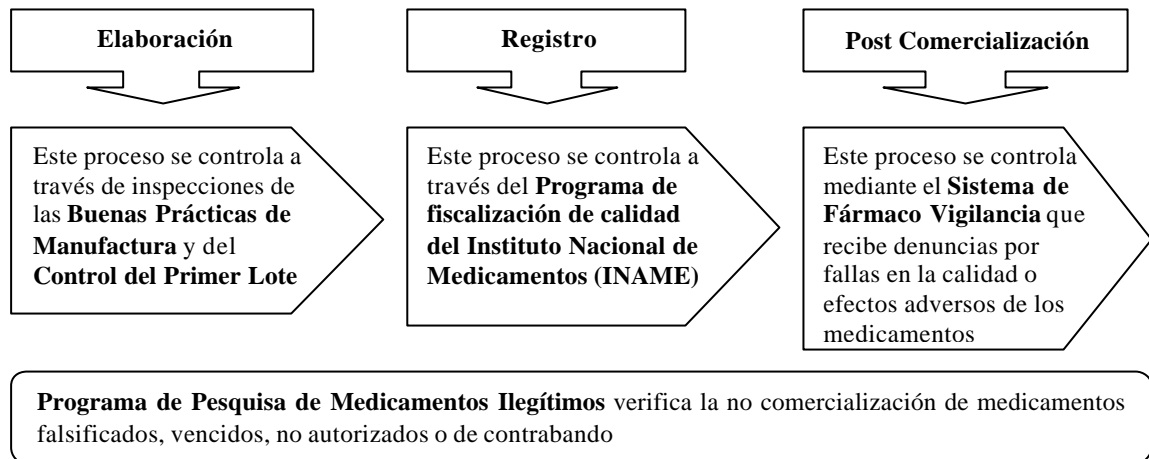 Elaboración
Registro
Post Comercialización
Este proceso se controla a
través de inspecciones de
las Buenas Prácticas de
Manufactura y del
Control del Primer Lote
Este proceso se controla a
través del Programa de
fiscalización de calidad
del Instituto Nacional de
Medicamentos (INAME)
Este proceso se controla
mediante el Sistema de
Fármaco Vigilancia que
recibe denuncias por
fallas en la calidad o
efectos adversos de los
medicamentos
Programa de Pesquisa de Medicamentos Ilegítimos verifica la no comercialización de medicamentos
falsificados, vencidos, no autorizados o de contrabando